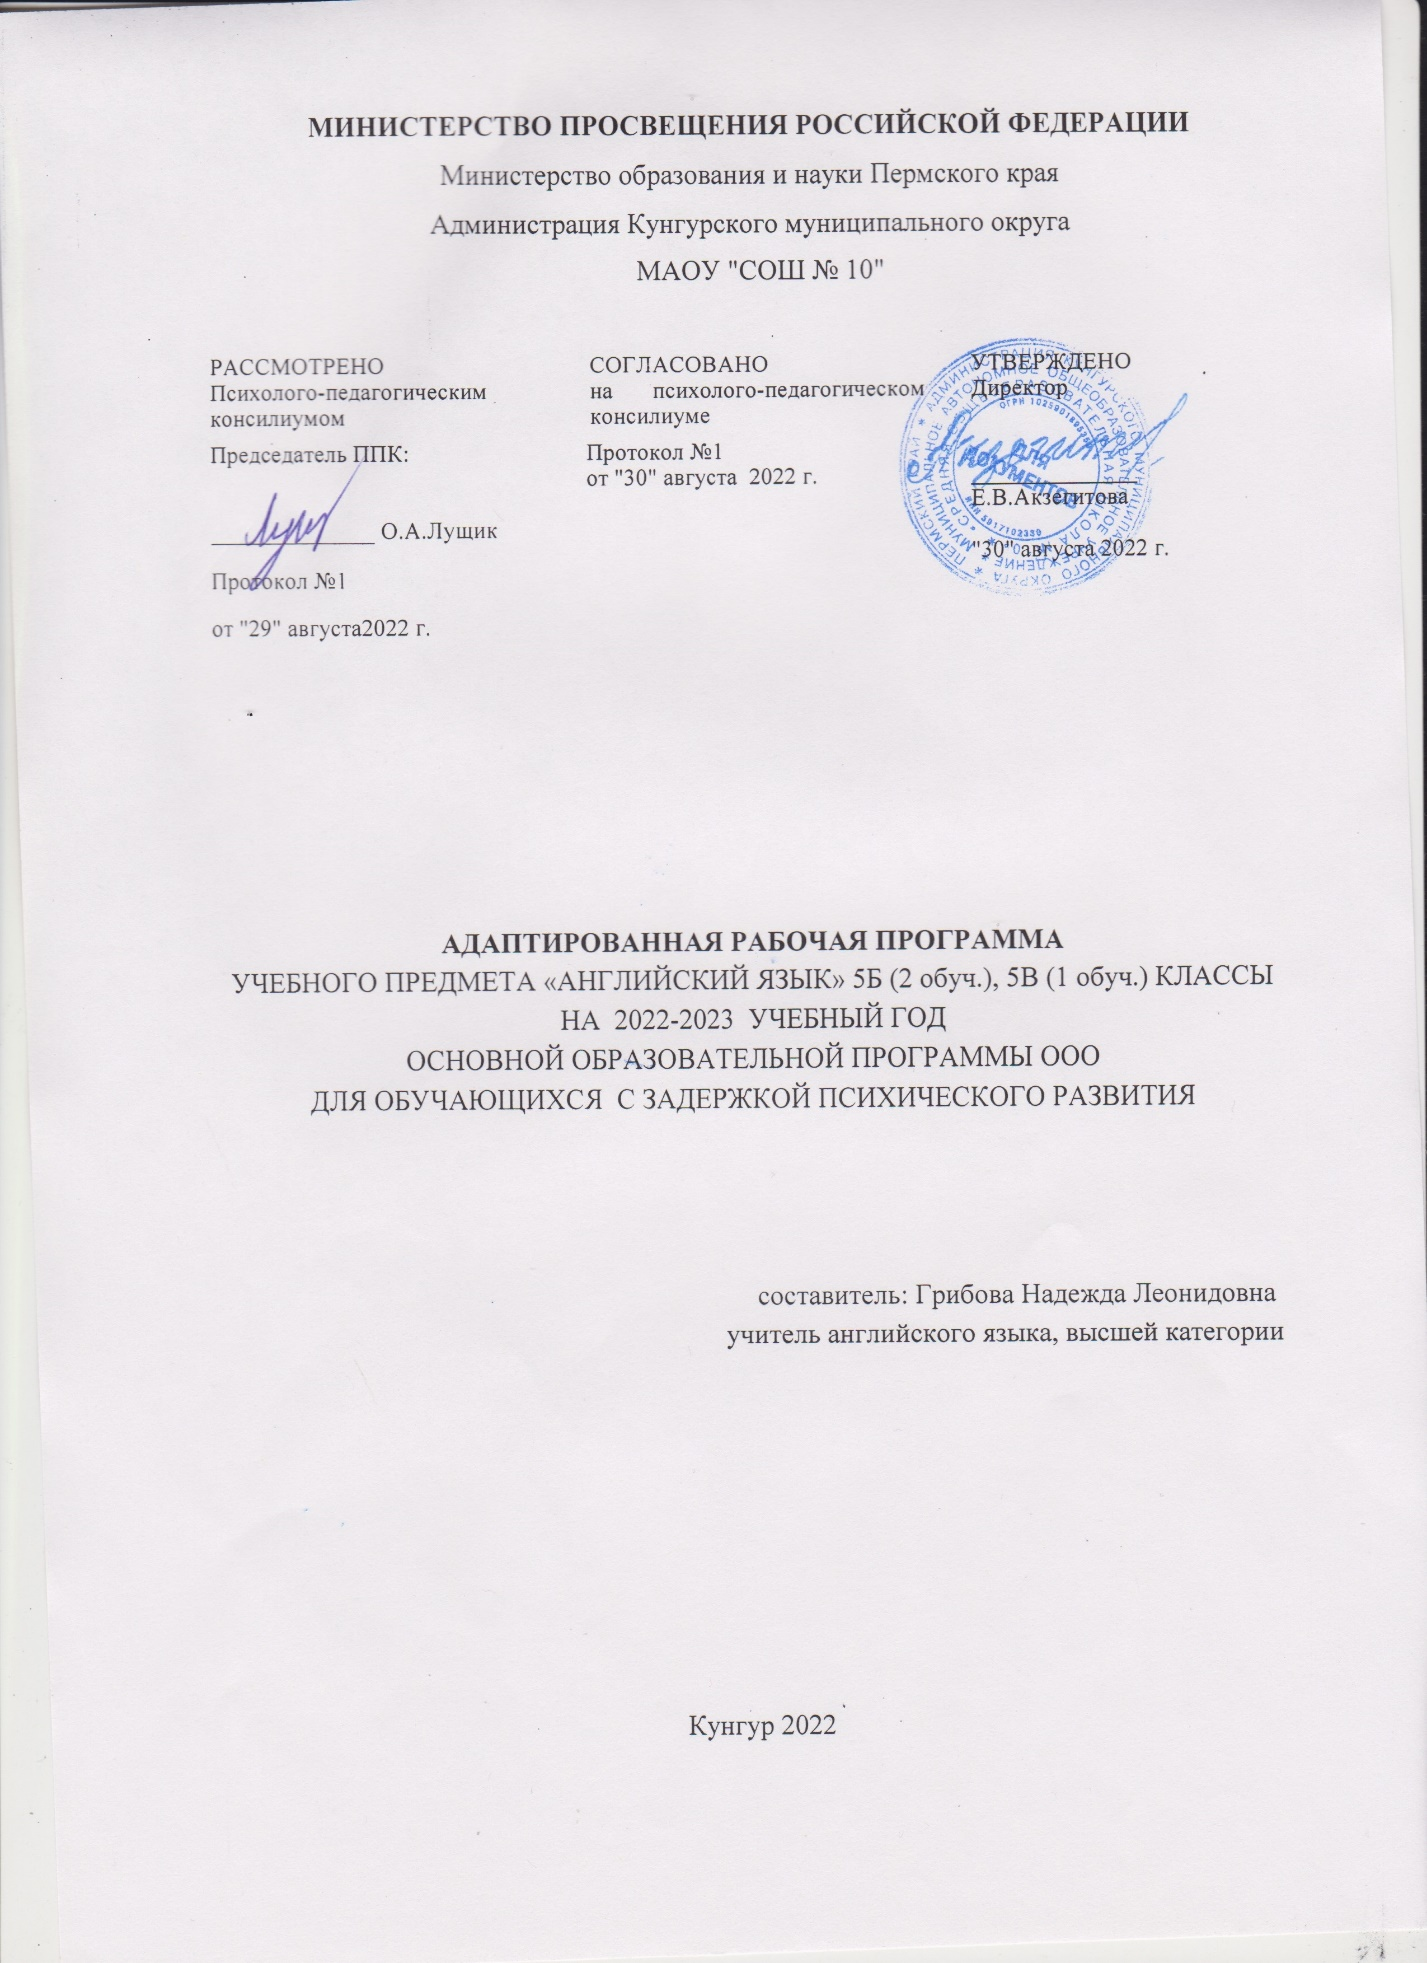 МИНИСТЕРСТВО ПРОСВЕЩЕНИЯ РОССИЙСКОЙ ФЕДЕРАЦИИ
Министерство образования и науки Пермского края
Администрация Кунгурского муниципального округа
МАОУ "СОШ № 10"
РАССМОТРЕНО
Психолого-педагогическим
консилиумом
Председатель ППК:
О.А.Лущик
Протокол №1
от "29" августа2022 г.
СОГЛАСОВАНО
на психолого-педагогическом
консилиуме
Протокол №1
от "30" августа 2022 г.
УТВЕРЖДЕНО
Директор
Е.В.Акзегитова
"30" августа 2022 г.
ДЛЯ
ДОКУМЕНТОВ
АДАПТИРОВАННАЯ РАБОЧАЯ ПРОГРАММА
УЧЕБНОГО ПРЕДМЕТА «АНГЛИЙСКИЙ ЯЗЫК» 5Б (2 обуч.), 5В (1 обуч.) КЛАССЫ
НА 2022-2023 УЧЕБНЫЙ ГОД
ОСНОВНОЙ ОБРАЗОВАТЕЛЬНОЙ ПРОГРАММЫ ООО
ДЛЯ ОБУЧАЮЩИХСЯ С ЗАДЕРЖКОЙ ПСИХИЧЕСКОГО РАЗВИТИЯ
составитель: Грибова Надежда Леонидовна
учитель английского языка, высшей категории
Кунгур 2022